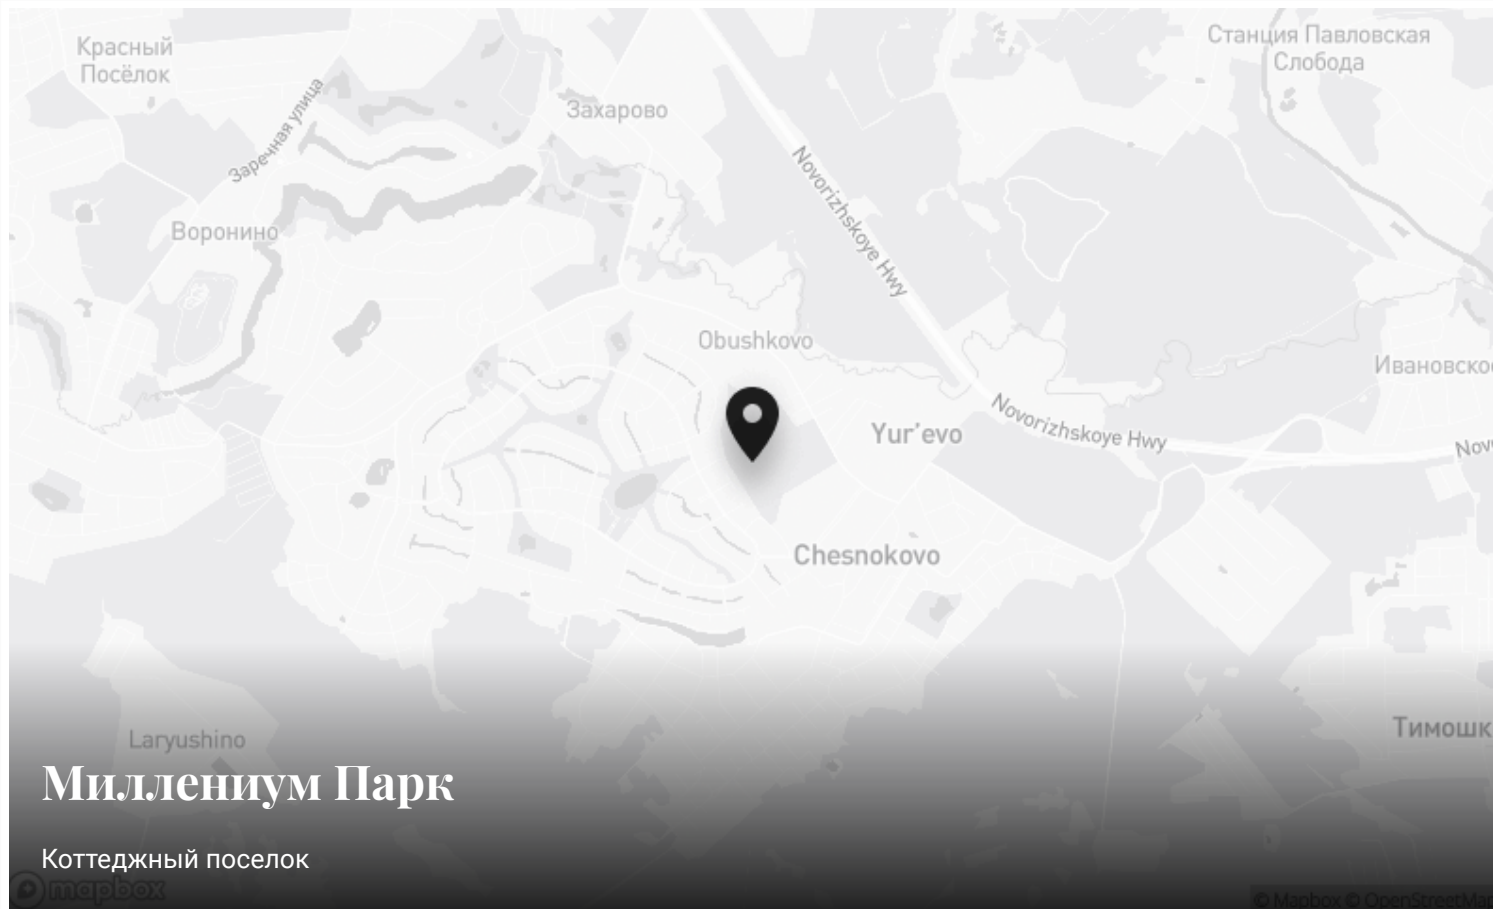 Красный
Посёлок
Станция Павловская
Слобода
Захарово
Заречная улица
Novorizhskoye Hwy
Воронино
Obushkovo
Ивановско
Novorizhskoye Hwy
Yur'evo
Nov
Chesnokovo
Тимошк
Laryushino
Миллениум Парк
Коттеджный поселок
mapbox
© Mapbox © OpenStreetMa